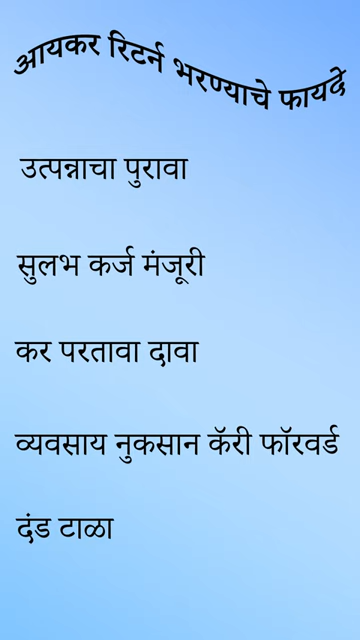 आयकर रिटर्न भरण्याचे फायदे
उत्पन्नाचा पुरावा
सुलभ कर्ज मंजूरी
कर परतावा दावा
व्यवसाय नुकसान कॅरी फॉरवर्ड
दंड टाळा